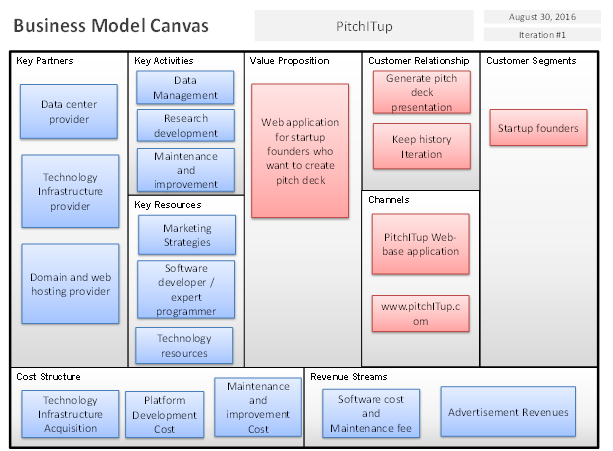 Business Model Canvas
PitchITup
August 30, 2016
Iteration #1
Key Partners
Data center
provider
Technology
Infrastructure
provider
Domain and web
hosting provider
Key Activities
Data
Management
Research
development
Maintenance
and
improvement
Key Resources
Marketing
Strategies
Software
developer /
expert
programmer
Technology
resources
Value Proposition
Web application
for startup
founders who
want to create
pitch deck
Customer Relationship
Generate pitch
deck
presentation
Keep history
Iteration
Channels
PitchITup Web-
base application
www.pitchITup.c
om
Customer Segments
Startup founders
Cost Structure
Technology
Infrastructure
Acquisition
Platform
Development
Cost
Maintenance
and
improvement
Cost
Revenue Streams
Software cost
and
Maintenance fee
Advertisement Revenues